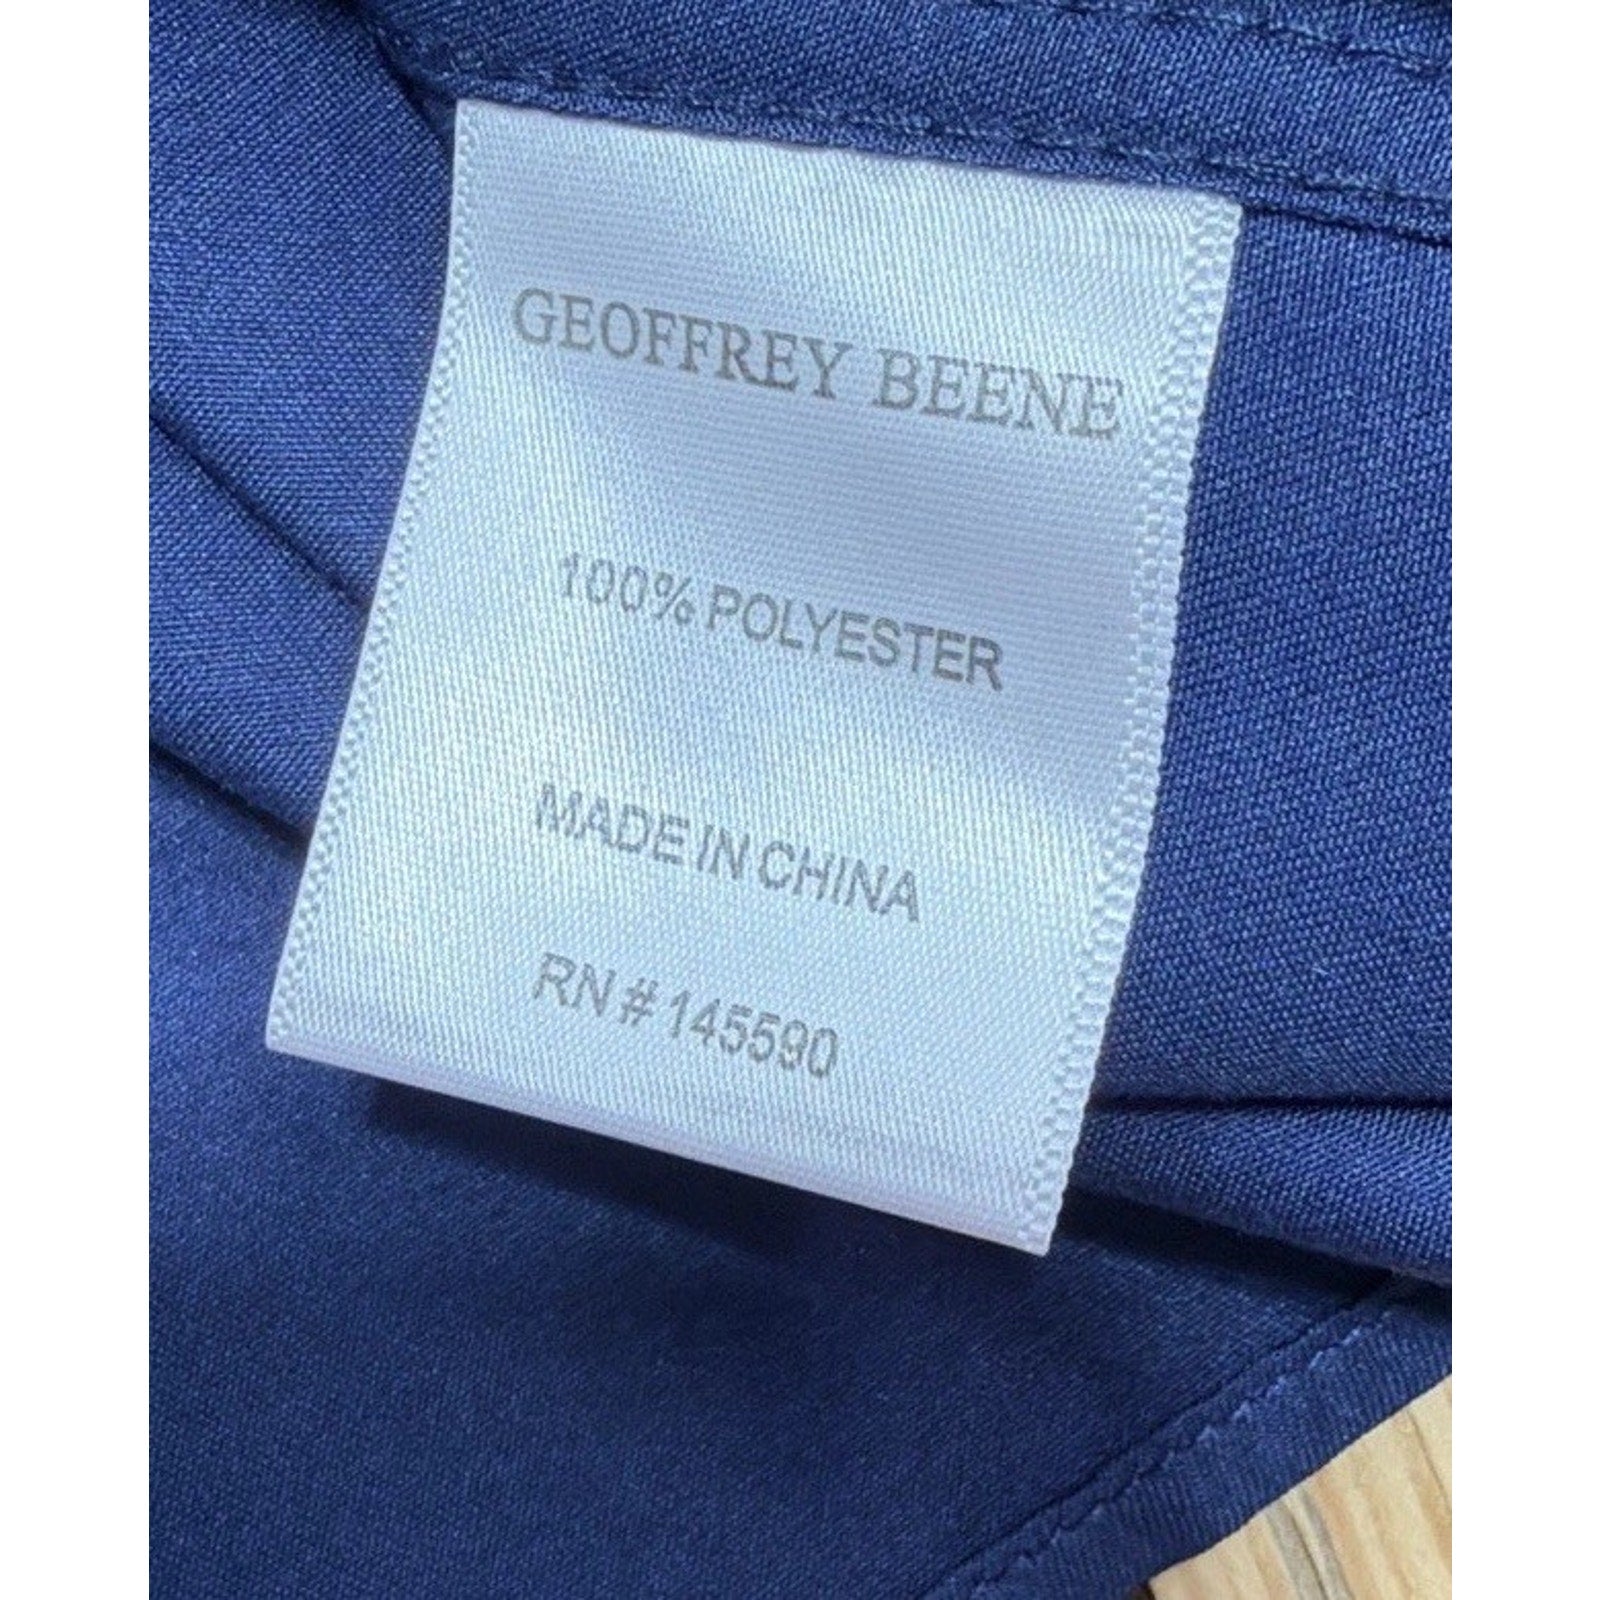 GEOFFREY BEENE
100% POLYESTER
MADE IN CHINA
RN # 145590